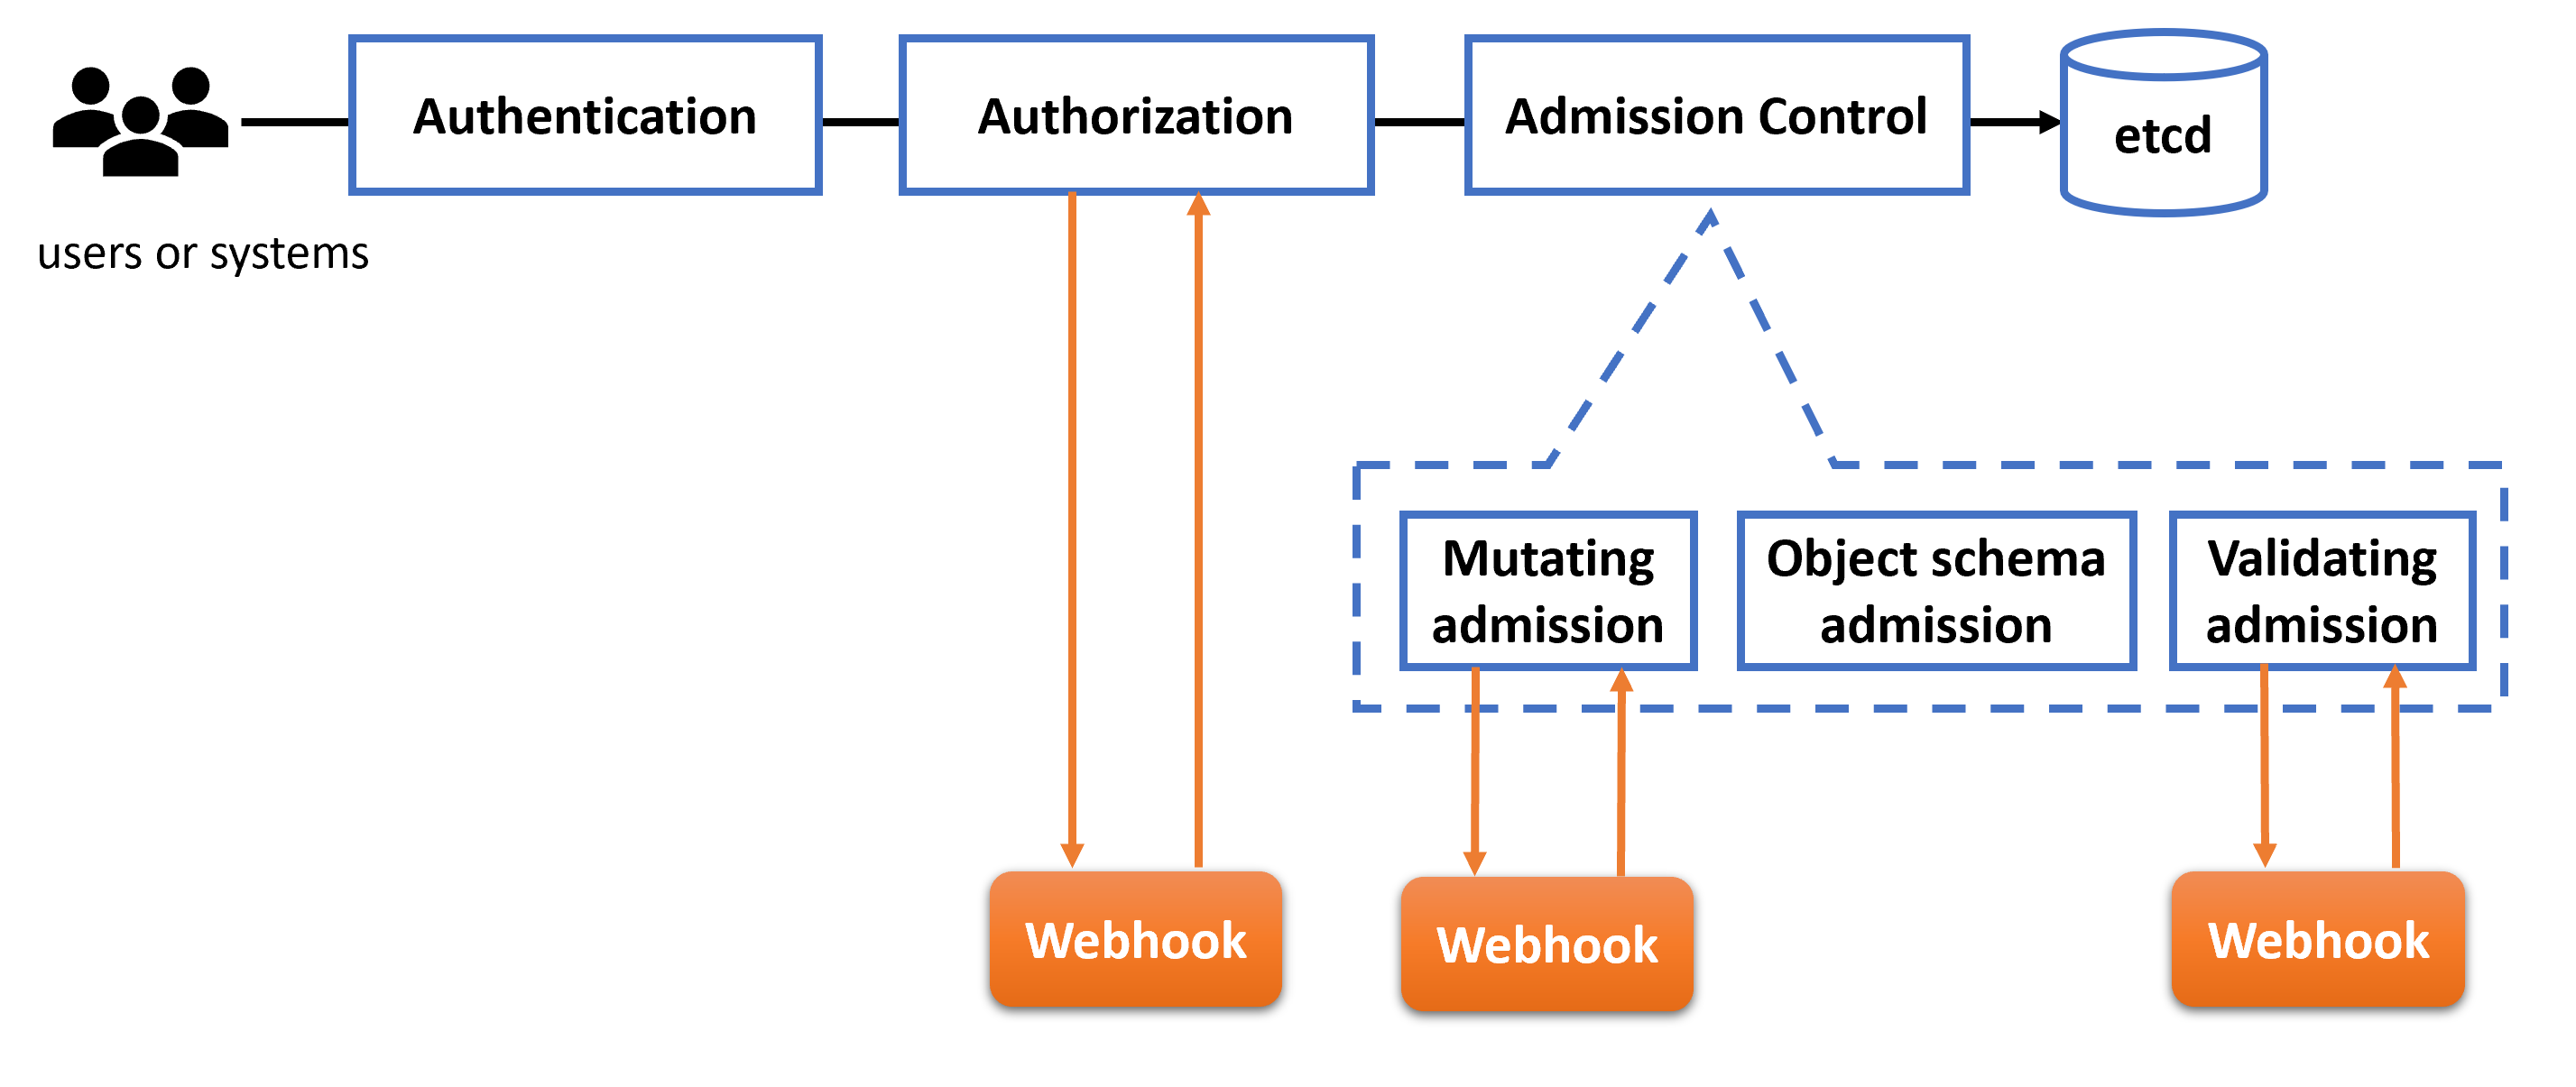 Authentication
Authorization
Admission Control
etcd
users or systems
Mutating
admission
Object schema
admission
Validating
admission
Webhook
Webhook
Webhook